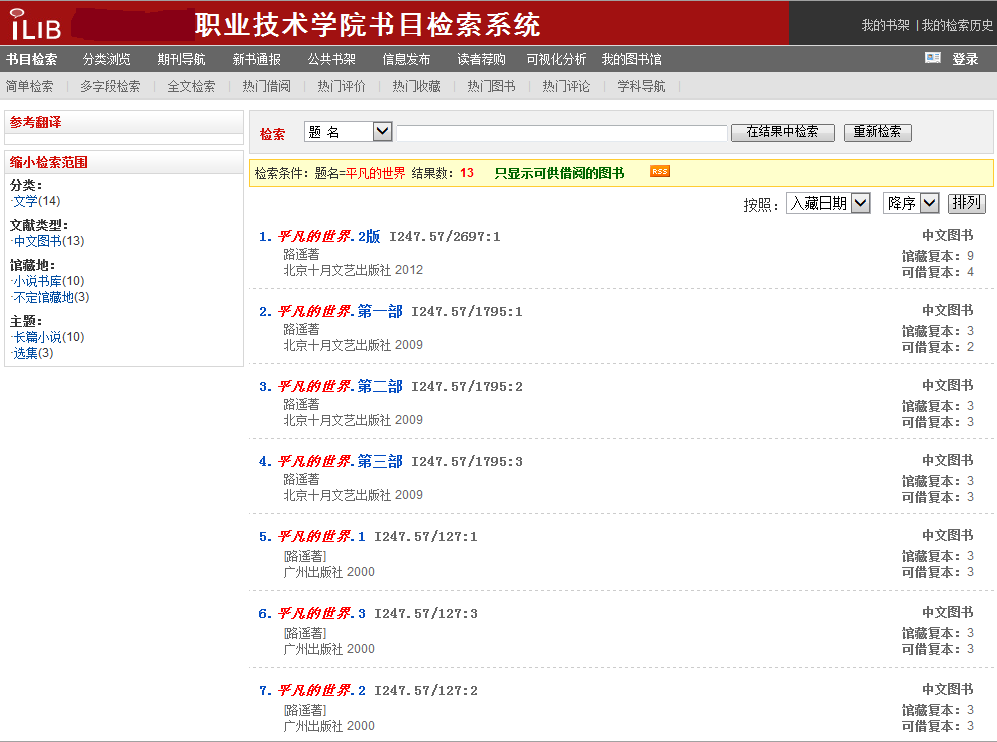 iLIB 职业技术学院书目检索系统 我的书架 | 我的检索历史
书目检索 分类浏览 期刊导航 新书通报 公共书架 信息发布 读者荐购 可视化分析 我的图书馆 登录
简单检索 | 多字段检索 | 全文检索 | 热门借阅 | 热门评价 | 热门收藏 | 热门图书 | 热门评论 | 学科导航 |
参考翻译
缩小检索范围
分类:
·文学(14)
文献类型:
·中文图书(13)
馆藏地:
·小说书库(10)
·不定馆藏地(3)
主题:
·长篇小说(10)
·选集(3)
检索 题 名 在结果中检索 重新检索
检索条件：题名=平凡的世界 结果数：13 只显示可供借阅的图书 RSS
按照： 入藏日期 降序 排列
1. 平凡的世界.2版 I247.57/2697:1 中文图书
路遥著 馆藏复本：9
北京十月文艺出版社 2012 可借复本：4
2. 平凡的世界.第一部 I247.57/1795:1 中文图书
路遥著 馆藏复本：3
北京十月文艺出版社 2009 可借复本：2
3. 平凡的世界.第二部 I247.57/1795:2 中文图书
路遥著 馆藏复本：3
北京十月文艺出版社 2009 可借复本：3
4. 平凡的世界.第三部 I247.57/1795:3 中文图书
路遥著 馆藏复本：3
北京十月文艺出版社 2009 可借复本：3
5. 平凡的世界.1 I247.57/127:1 中文图书
[路遥著] 馆藏复本：3
广州出版社 2000 可借复本：3
6. 平凡的世界.3 I247.57/127:3 中文图书
[路遥著] 馆藏复本：3
广州出版社 2000 可借复本：3
7. 平凡的世界.2 I247.57/127:2 中文图书
[路遥著] 馆藏复本：3
广州出版社 2000 可借复本：3